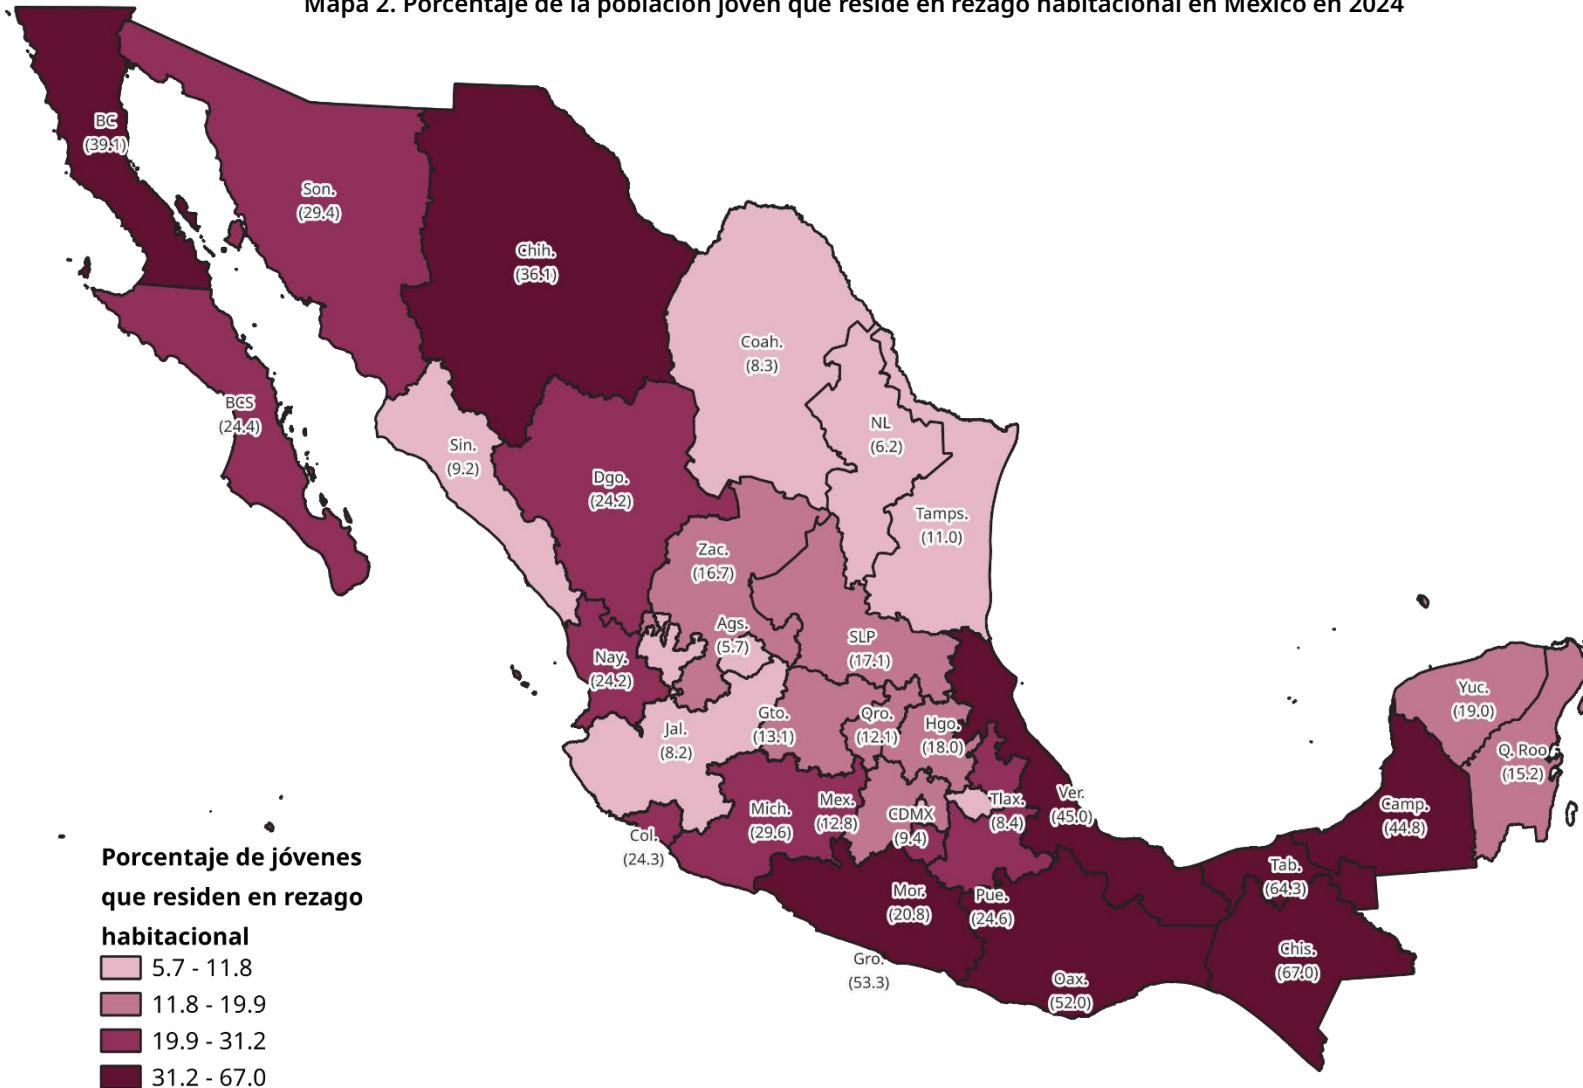 Mapa 2. Porcentaje de la población joven que reside en rezago habitacional en México en 2024
BC
(39.1)
Son.
(29.4)
Chih.
(36.1)
Coah.
(8.3)
BCS
(24.4)
NL
(6.2)
Sin.
(9.2)
Dgo.
(24.2)
Tamps.
(11.0)
Zac.
(16.7)
Ags.
(5.7)
SLP
(17.1)
Nay.
(24.2)
Jal.
(8.2)
Gto.
(13.1)
Qro.
(12.1)
Hgo.
(18.0)
Yuc.
(19.0)
Q. Roo
(15.2)
Mich.
(29.6)
Mex.
(12.8)
CDMX
(9.4)
Tlax.
(8.4)
Ver.
(45.0)
Camp.
(44.8)
Col.
(24.3)
Mor.
(20.8)
Pue.
(24.6)
Tab.
(64.3)
Gro.
(53.3)
Oax.
(52.0)
Chis.
(67.0)
Porcentaje de jóvenes
que residen en rezago
habitacional
5.7 - 11.8
11.8 - 19.9
19.9 - 31.2
31.2 - 67.0